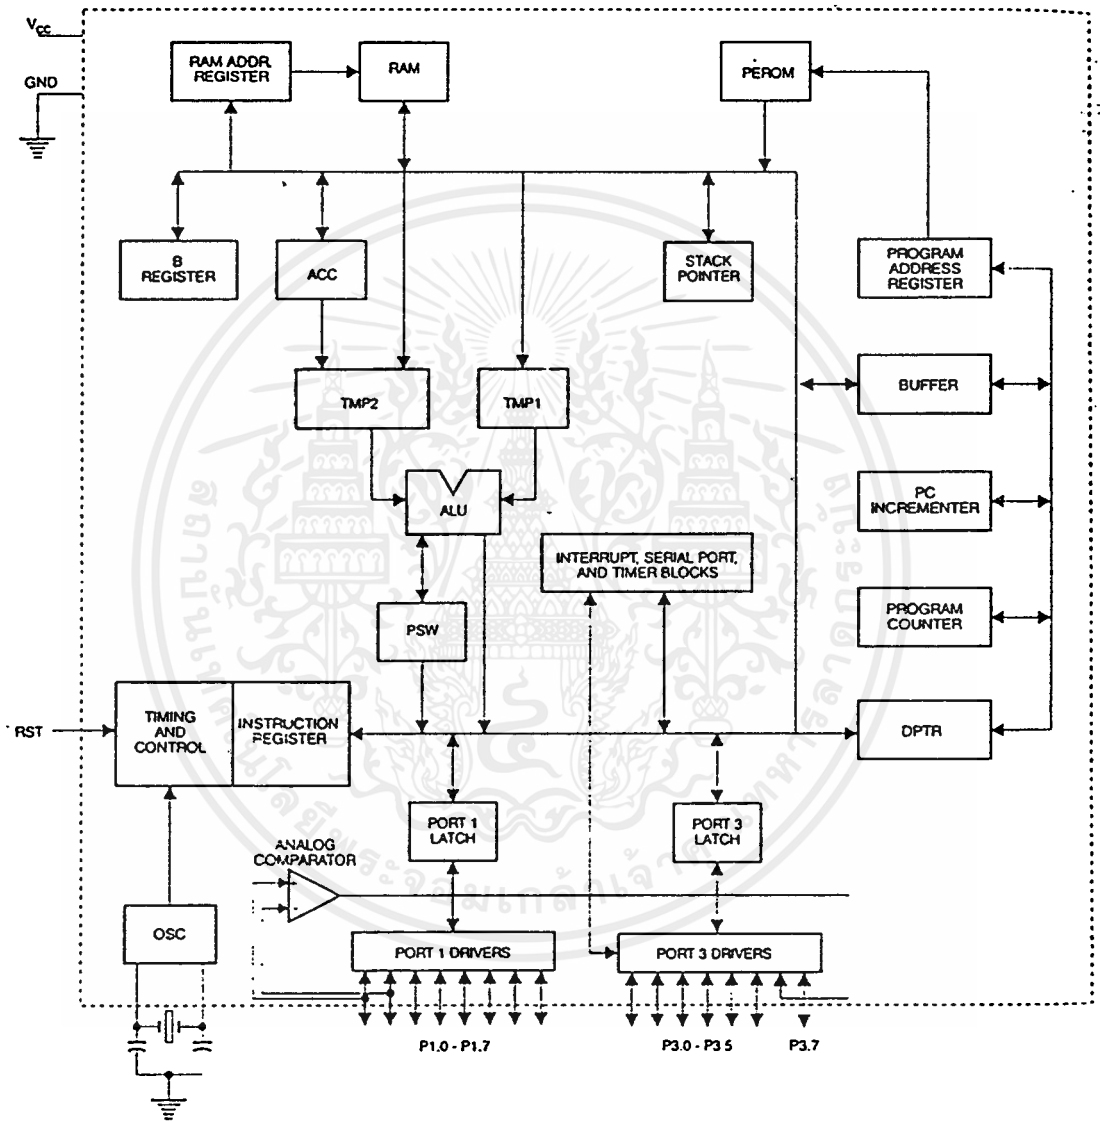 VCC
GND
RAM ADDR.
REGISTER
RAM
PEROM
B
REGISTER
ACC
STACK
POINTER
PROGRAM
ADDRESS
REGISTER
TMP2
TMP1
BUFFER
ALU
PC
INCREMENTER
INTERRUPT, SERIAL PORT,
AND TIMER BLOCKS
PSW
PROGRAM
COUNTER
RST
TIMING
AND
CONTROL
INSTRUCTION
REGISTER
DPTR
PORT 1
LATCH
PORT 3
LATCH
ANALOG
COMPARATOR
+
-
OSC
PORT 1 DRIVERS
PORT 3 DRIVERS
P1.0 - P1.7
P3.0 - P3 5
P3.7